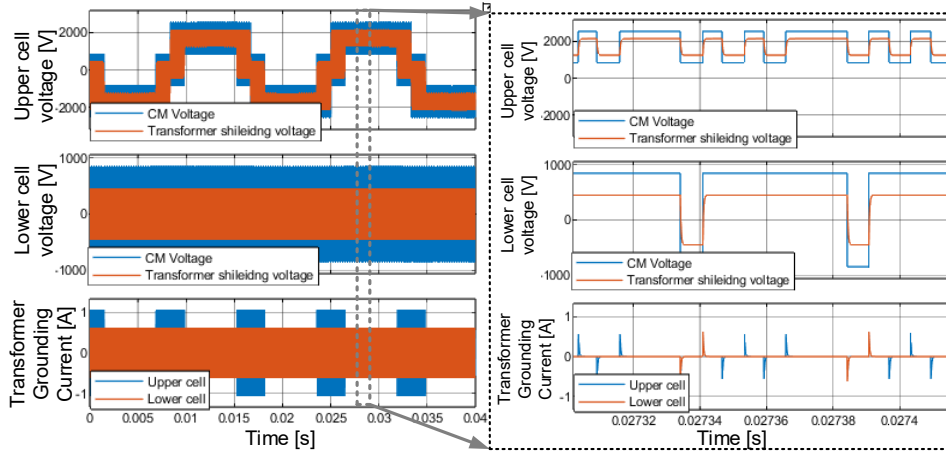 Upper cell
voltage [V]
2000
0
-2000
CM Voltage
Transformer shileidng voltage
Lower cell
voltage [V]
1000
0
-1000
CM Voltage
Transformer shileidng voltage
Transformer
Grounding
Current [A]
1
0
-1
Upper cell
Lower cell
0 0.005 0.01 0.015 0.02 0.025 0.03 0.035 0.04
Time [s]
Upper cell
voltage [V]
2000
0
-2000
CM Voltage
Transformer shileidng voltage
Lower cell
voltage [V]
1000
0
-1000
CM Voltage
Transformer shileidng voltage
Transformer
Grounding
Current [A]
1
0
-1
Upper cell
Lower cell
0.02732 0.02734 0.02736 0.02738 0.0274
Time [s]